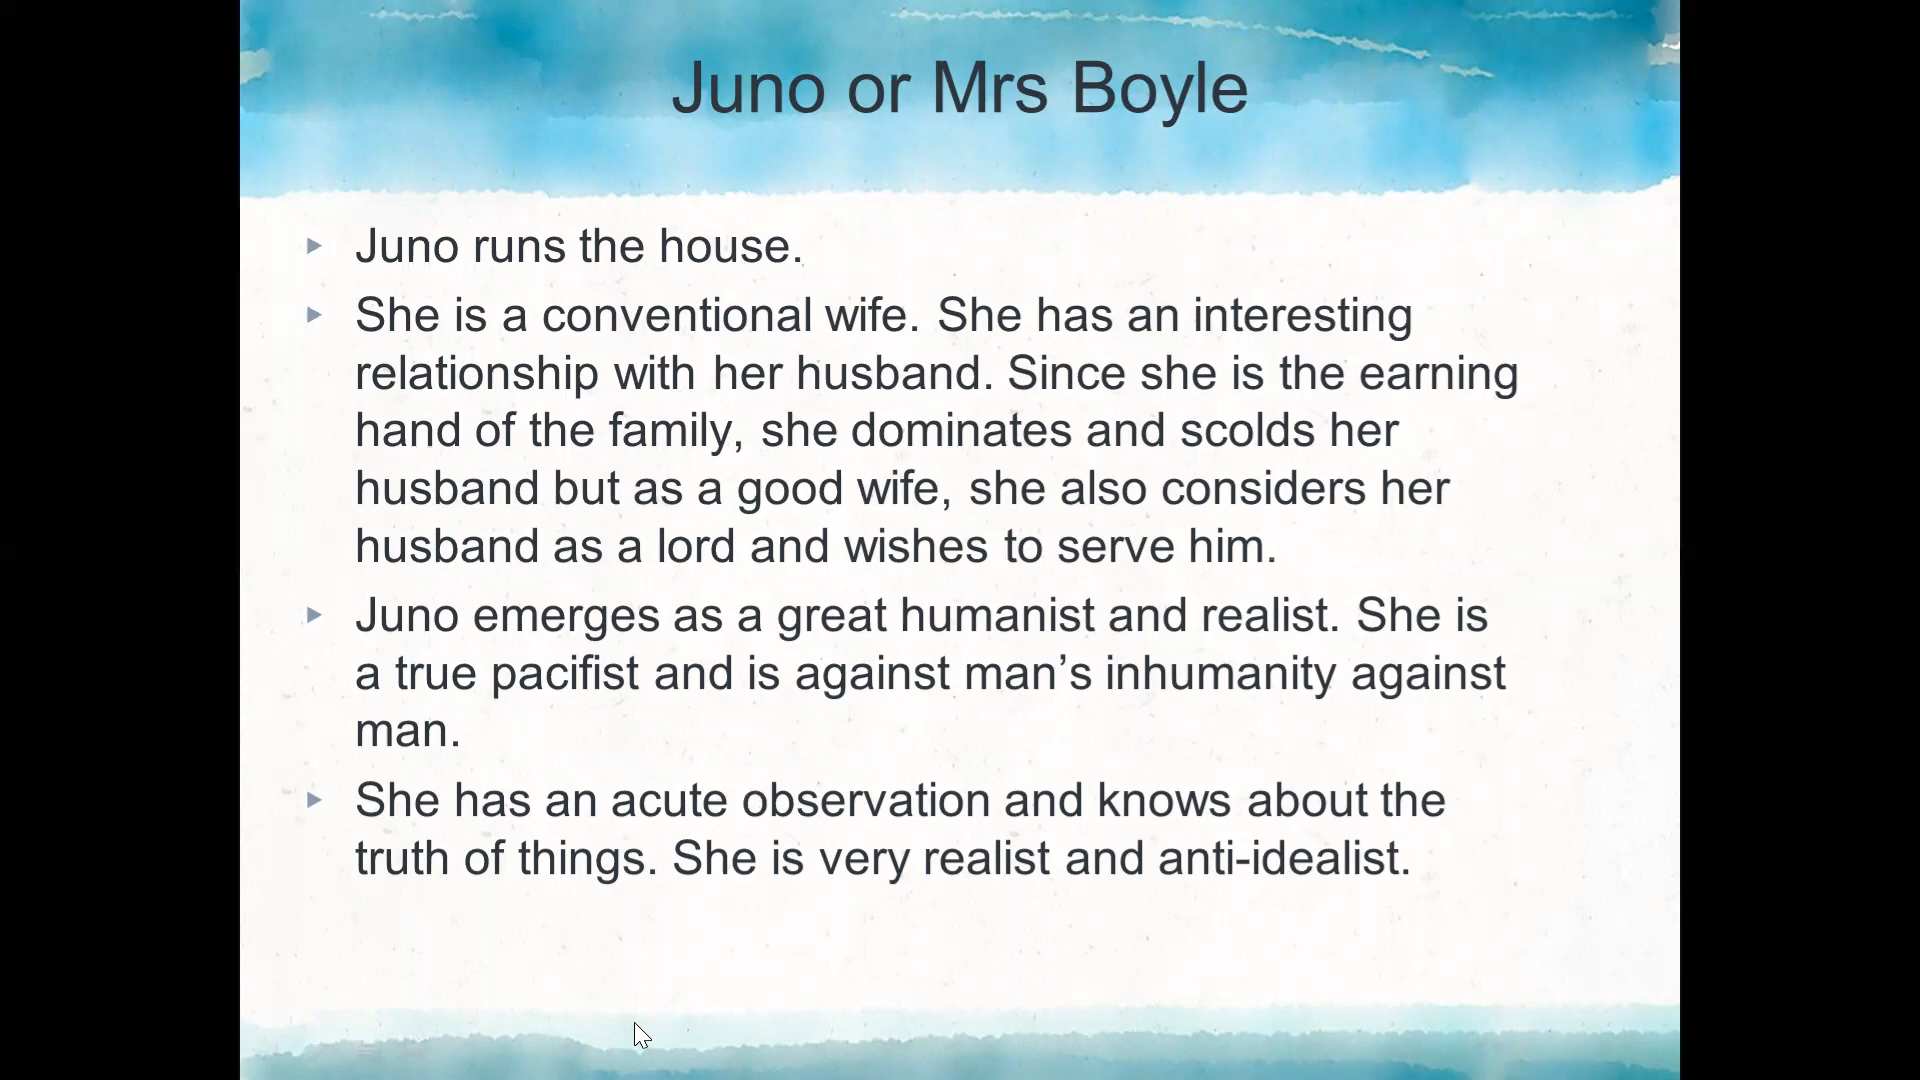 Juno or Mrs Boyle
Juno runs the house.
She is a conventional wife. She has an interesting
relationship with her husband. Since she is the earning
hand of the family, she dominates and scolds her
husband but as a good wife, she also considers her
husband as a lord and wishes to serve him.
Juno emerges as a great humanist and realist. She is
a true pacifist and is against man’s inhumanity against
man.
She has an acute observation and knows about the
truth of things. She is very realist and anti-idealist.